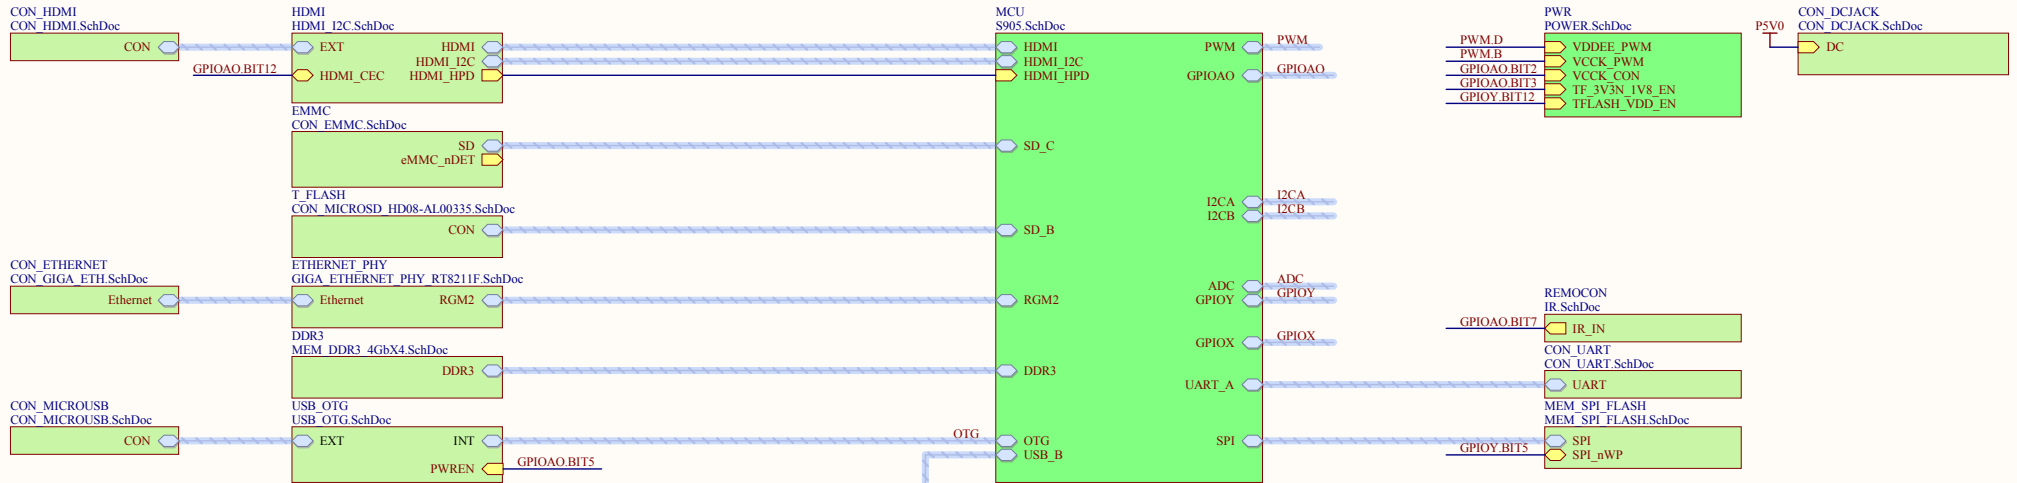 CON_HDMI
CON_HDMI.SchDoc
CON
HDMI
HDMI_I2C.SchDoc
EXT
HDMI
HDMI_I2C
HDMI_CEC
HDMI_HPD
GPIOAO.BIT12
EMMC
CON_EMMC.SchDoc
SD
eMMC_nDET
T_FLASH
CON_MICROSD_HD08-AL00335.SchDoc
CON
CON_ETHERNET
CON_GIGA_ETH.SchDoc
Ethernet
ETHERNET_PHY
GIGA_ETHERNET_PHY_RT8211F.SchDoc
Ethernet
RGM2
DDR3
MEM_DDR3_4GbX4.SchDoc
DDR3
CON_MICROUSB
CON_MICROUSB.SchDoc
CON
USB_OTG
USB_OTG.SchDoc
EXT
INT
PWREN
GPIOAO.BIT5
OTG
MCU
S905.SchDoc
HDMI
HDMI_I2C
HDMI_HPD
SD_C
SD_B
RGM2
DDR3
OTG
USB_B
PWM
GPIOAO
I2CA
I2CB
ADC
GPIOY
GPIOX
UART_A
SPI
PWM
GPIOAO
I2CA
I2CB
ADC
GPIOY
GPIOX
PWR
POWER.SchDoc
PWM.D
PWM.B
GPIOAO.BIT2
GPIOAO.BIT3
GPIOY.BIT12
VDDEE_PWM
VCCK_PWM
VCCK_CON
TF_3V3N_1V8_EN
TFLASH_VDD_EN
P5V0
CON_DCJACK
CON_DCJACK.SchDoc
DC
REMOCON
IR.SchDoc
GPIOAO.BIT7
IR_IN
CON_UART
CON_UART.SchDoc
UART
MEM_SPI_FLASH
MEM_SPI_FLASH.SchDoc
SPI
GPIOY.BIT5
SPI_nWP